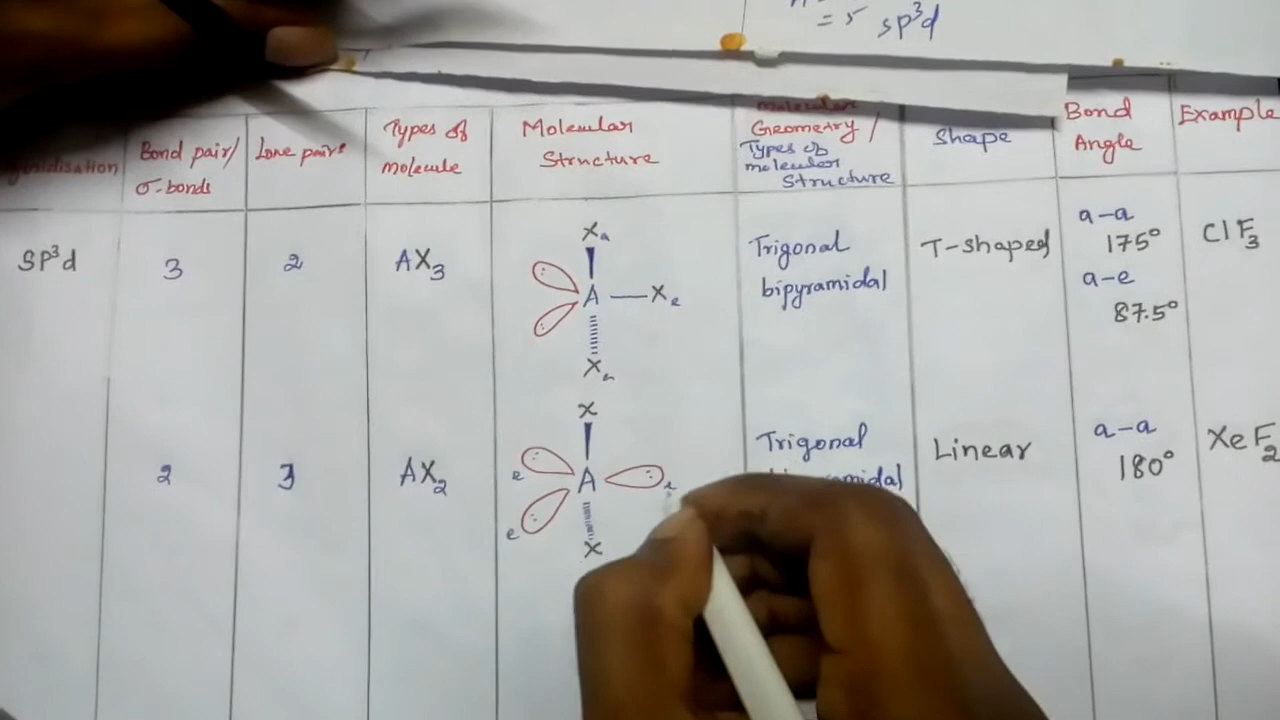 = 5 sp³d
Bond pair/
σ-bonds
Lone pairs
Types of
molecule
Molecular
Structure
Molecular
Geometry /
Types of
molecular
Structure
Shape
Bond
Angle
Example
SP³d
3
2
AX₃
Xₐ
A — Xₑ
Xₐ
Trigonal
bipyramidal
T-shaped
a-a
175°
a-e
87.5°
ClF₃
2
3
AX₂
X
e A e
e
X
Trigonal
Linear
a-a
180°
XeF₂